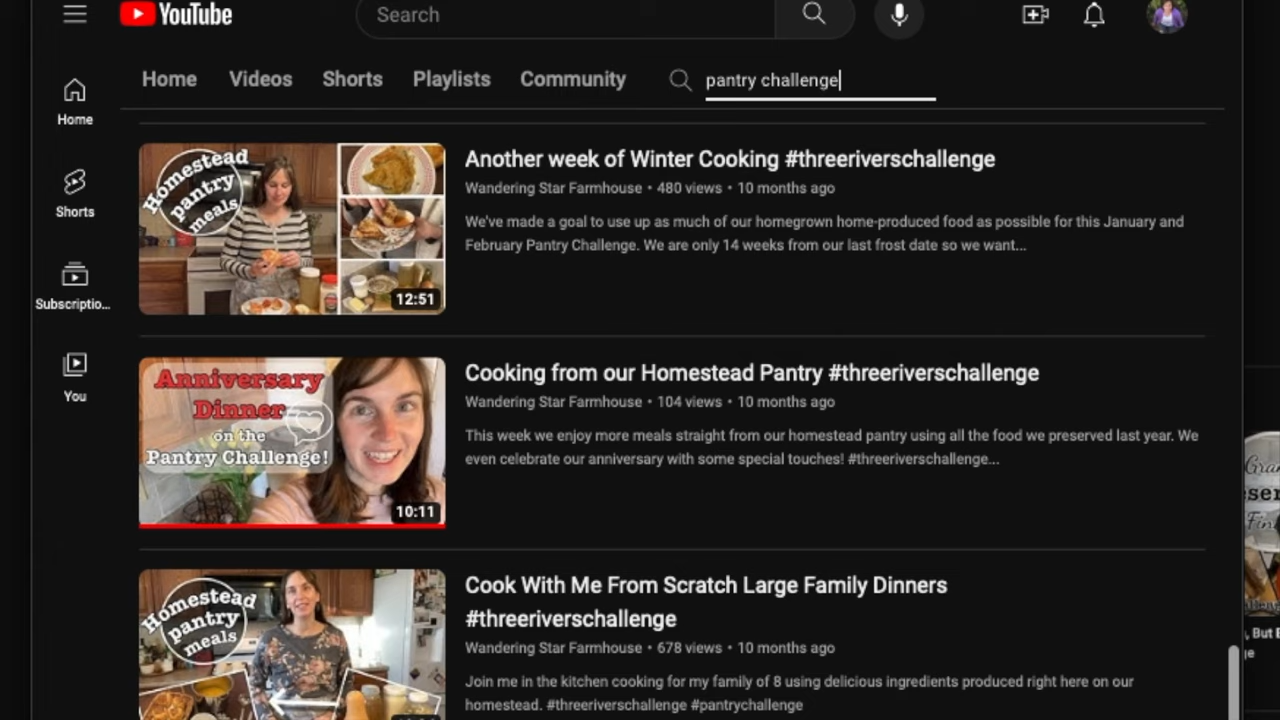 YouTube
Search
Home Videos Shorts Playlists Community pantry challenge
Home
Shorts
Subscriptio...
You
Homestead
pantry
meals
12:51
Another week of Winter Cooking #threeriverschallenge
Wandering Star Farmhouse • 480 views • 10 months ago
We've made a goal to use up as much of our homegrown home-produced food as possible for this January and
February Pantry Challenge. We are only 14 weeks from our last frost date so we want...
Anniversary
Dinner
on the
Pantry Challenge!
10:11
Cooking from our Homestead Pantry #threeriverschallenge
Wandering Star Farmhouse • 104 views • 10 months ago
This week we enjoy more meals straight from our homestead pantry using all the food we preserved last year. We
even celebrate our anniversary with some special touches! #threeriverschallenge...
Homestead
pantry
meals
Cook With Me From Scratch Large Family Dinners
#threeriverschallenge
Wandering Star Farmhouse • 678 views • 10 months ago
Join me in the kitchen cooking for my family of 8 using delicious ingredients produced right here on our
homestead. #threeriverschallenge #pantrychallenge